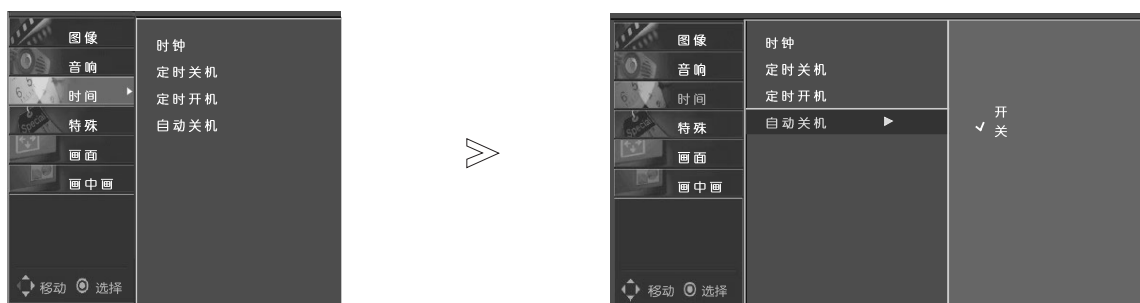 图像
音响
时间
特殊
画面
画中画
移动 选择
时钟
定时关机
定时开机
自动关机
图像
音响
时间
特殊
画面
画中画
移动 选择
时钟
定时关机
定时开机
自动关机
开
关